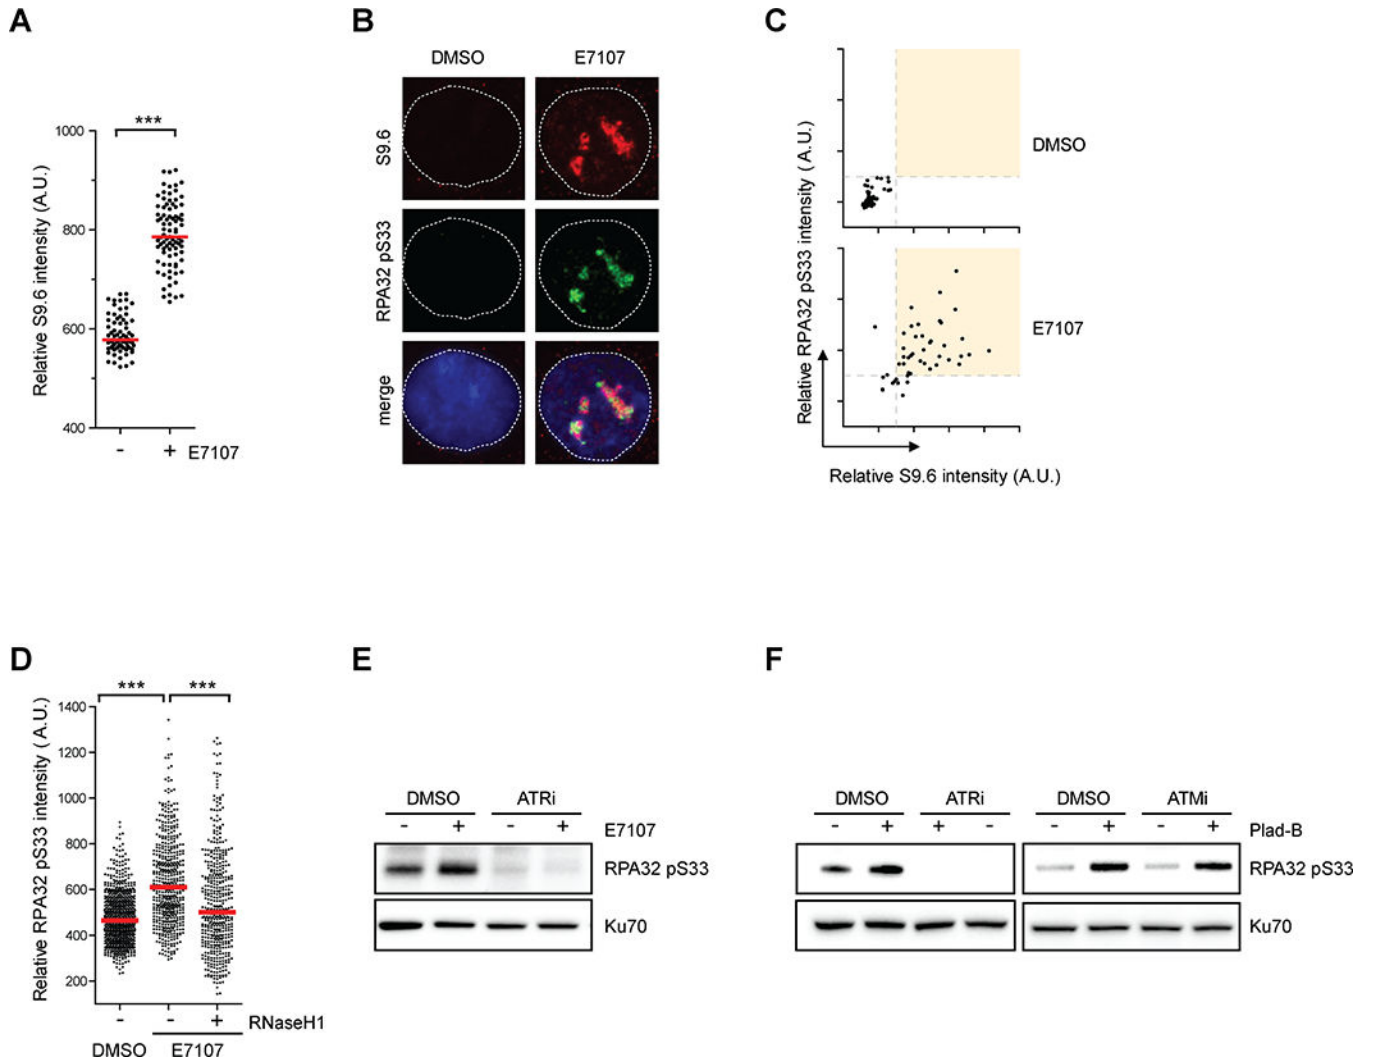 A
Relative S9.6 intensity (A.U.)
***
1000
800
600
400
- + E7107
B
DMSO E7107
S9.6
RPA32 pS33
merge
C
Relative RPA32 pS33 intensity (A.U.)
DMSO
E7107
Relative S9.6 intensity (A.U.)
D
Relative RPA32 pS33 intensity (A.U.)
*** ***
1400
1200
1000
800
600
400
200
- - + RNaseH1
DMSO E7107
E
DMSO ATRi
- + - + E7107
RPA32 pS33
Ku70
F
DMSO ATRi DMSO ATMi
- + + - - + - + Plad-B
RPA32 pS33
Ku70